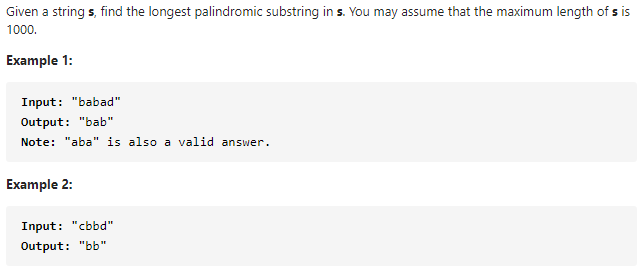 Given a string s, find the longest palindromic substring in s. You may assume that the maximum length of s is
1000.
Example 1:
Input: "babad"
Output: "bab"
Note: "aba" is also a valid answer.
Example 2:
Input: "cbbd"
Output: "bb"